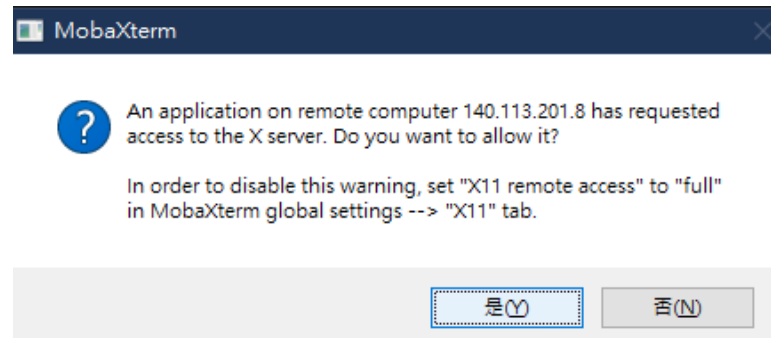 MobaXterm
An application on remote computer 140.113.201.8 has requested
access to the X server. Do you want to allow it?
In order to disable this warning, set "X11 remote access" to "full"
in MobaXterm global settings --> "X11" tab.
是(Y)
否(N)